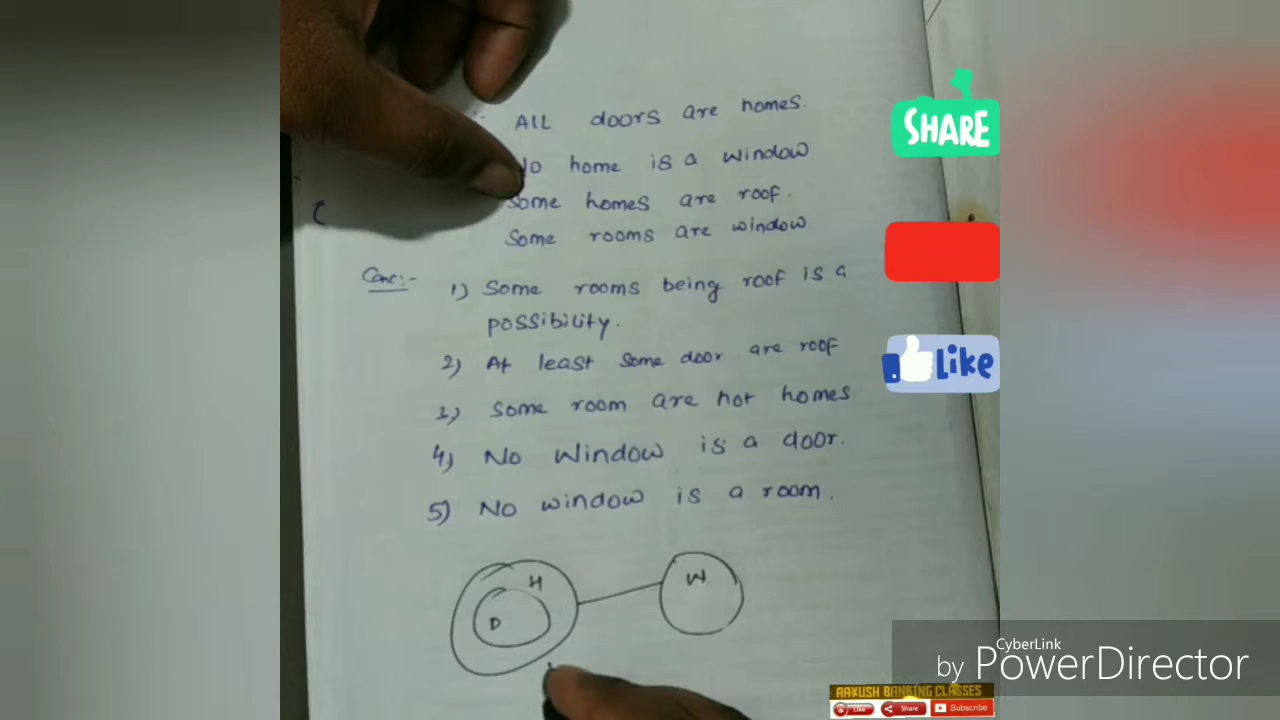 ALL doors are homes.
No home is a window
Some homes are roof.
Some rooms are window
Conc:-
1) Some rooms being roof is a
possibility.
2) At least some door are roof
3) Some room are not homes
4) No Window is a door.
5) No window is a room.
H
D
W
SHARE
Like
CyberLink
by PowerDirector
AAKUSH BANKING CLASSES
Like
Share
Subscribe